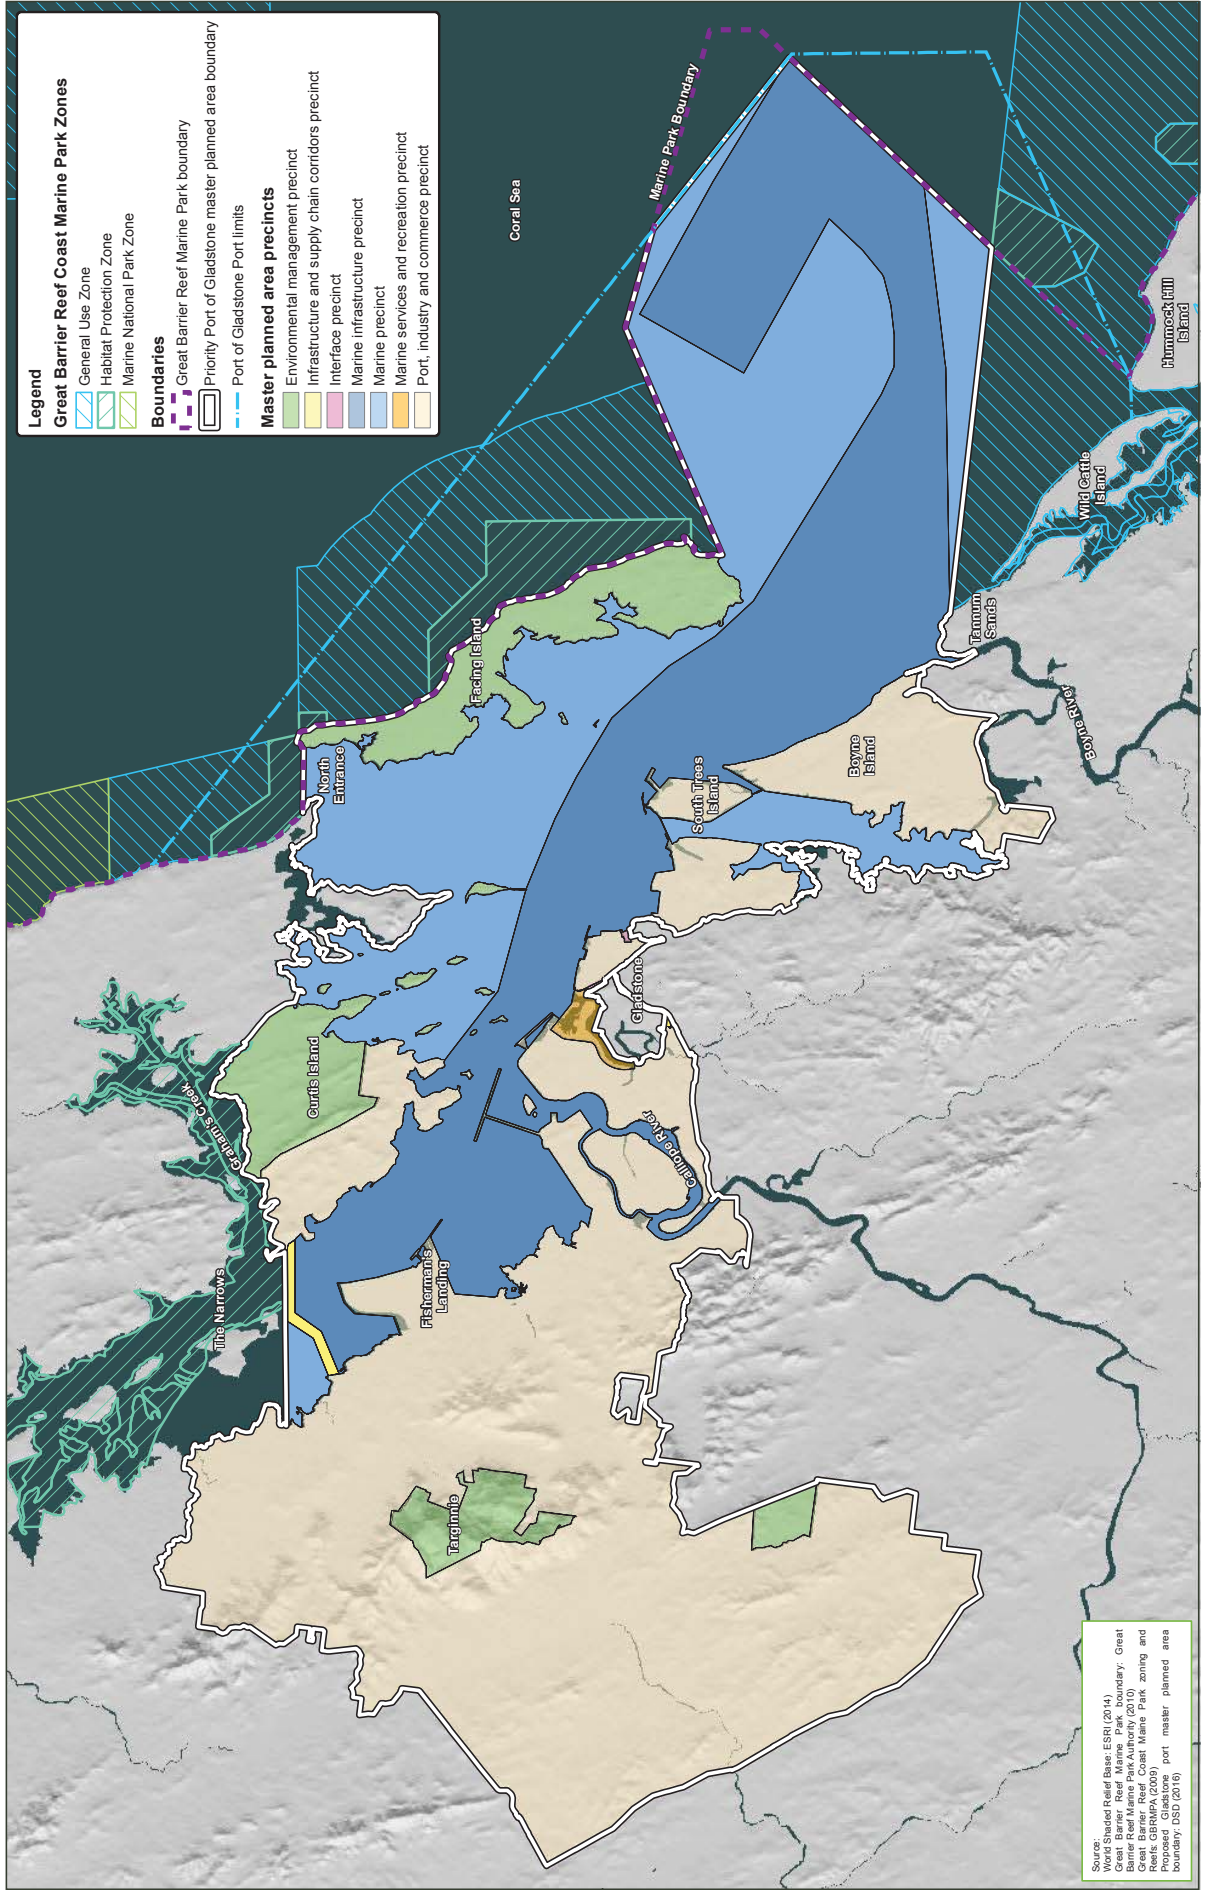 Legend
Great Barrier Reef Coast Marine Park Zones
General Use Zone
Habitat Protection Zone
Marine National Park Zone
Boundaries
Great Barrier Reef Marine Park boundary
Priority Port of Gladstone master planned area boundary
Port of Gladstone Port limits
Master planned area precincts
Environmental management precinct
Infrastructure and supply chain corridors precinct
Interface precinct
Marine infrastructure precinct
Marine precinct
Marine services and recreation precinct
Port, industry and commerce precinct
Coral Sea
Marine Park Boundary
Hummock Hill
Island
Wild Cattle
Island
Tannum
Sands
Boyne River
Facing Island
North
Entrance
Boyne
Island
South Trees
Island
Gladstone
Calliope River
Curtis Island
Graham's Creek
The Narrows
Fisherman's
Landing
Targinnie
Source:
World Shaded Relief Base: ESRI (2014)
Great Barrier Reef Marine Park boundary: Great
Barrier Reef Marine Park Authority (2010)
Great Barrier Reef Coast Maine Park zoning and
Reefs: GBRMPA (2009)
Proposed Gladstone port master planned area
boundary: DSD (2016)